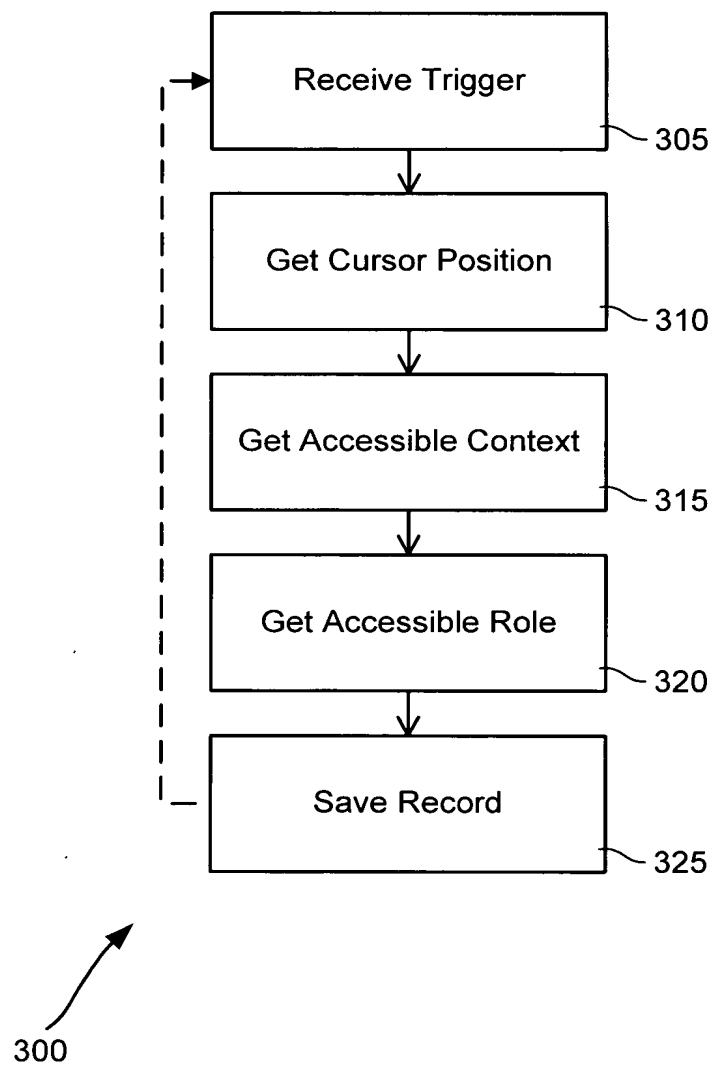 Receive Trigger
305
Get Cursor Position
310
Get Accessible Context
315
Get Accessible Role
320
Save Record
325
300